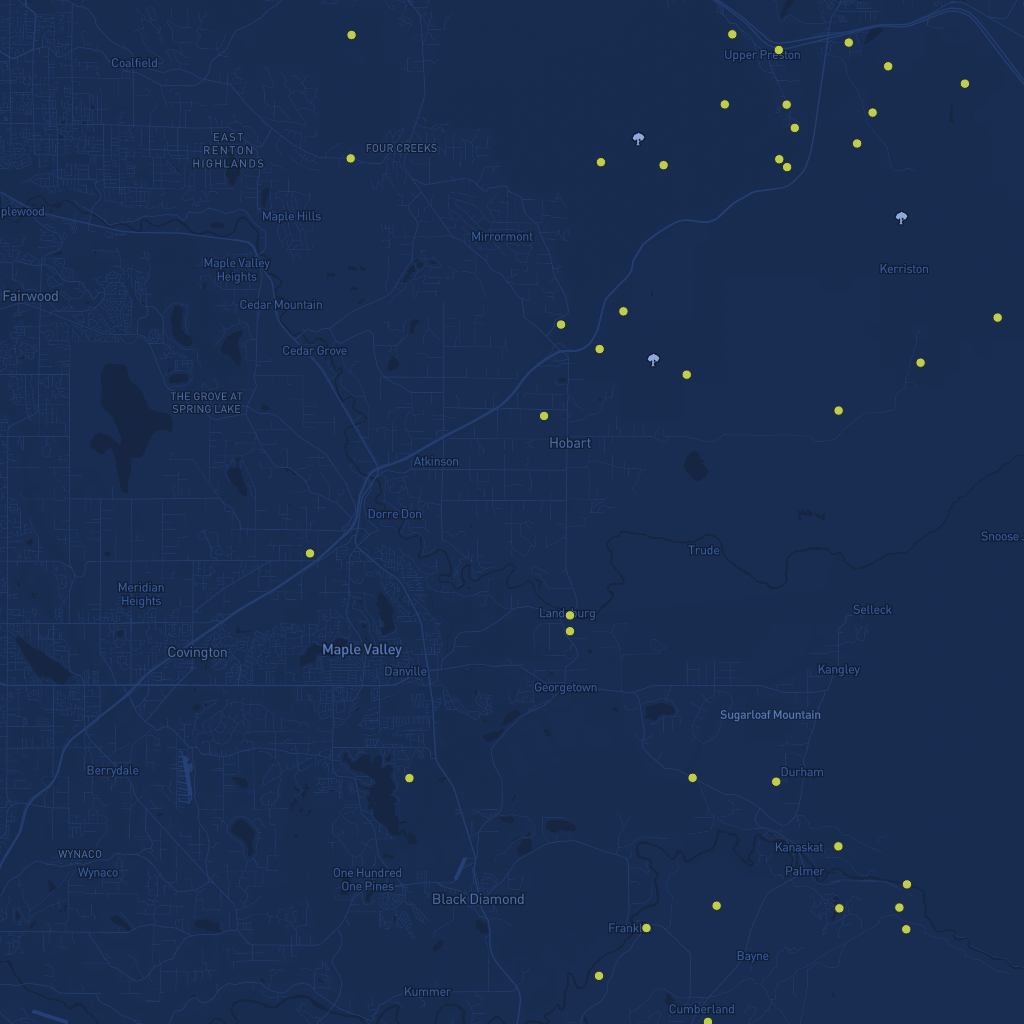 Upper Preston
Coalfield
EAST
RENTON
HIGHLANDS
FOUR CREEKS
plewood
Maple Hills
Mirrormont
Maple Valley
Heights
Kerriston
Fairwood
Cedar Mountain
Cedar Grove
THE GROVE AT
SPRING LAKE
Hobart
Atkinson
Dorre Don
Snoose
Trude
Meridian
Heights
Landsburg
Selleck
Covington
Maple Valley
Danville
Kangley
Georgetown
Sugarloaf Mountain
Berrydale
Durham
WYNACO
Wynaco
Kanaskat
Palmer
One Hundred
One Pines
Black Diamond
Bayne
Kummer
Cumberland